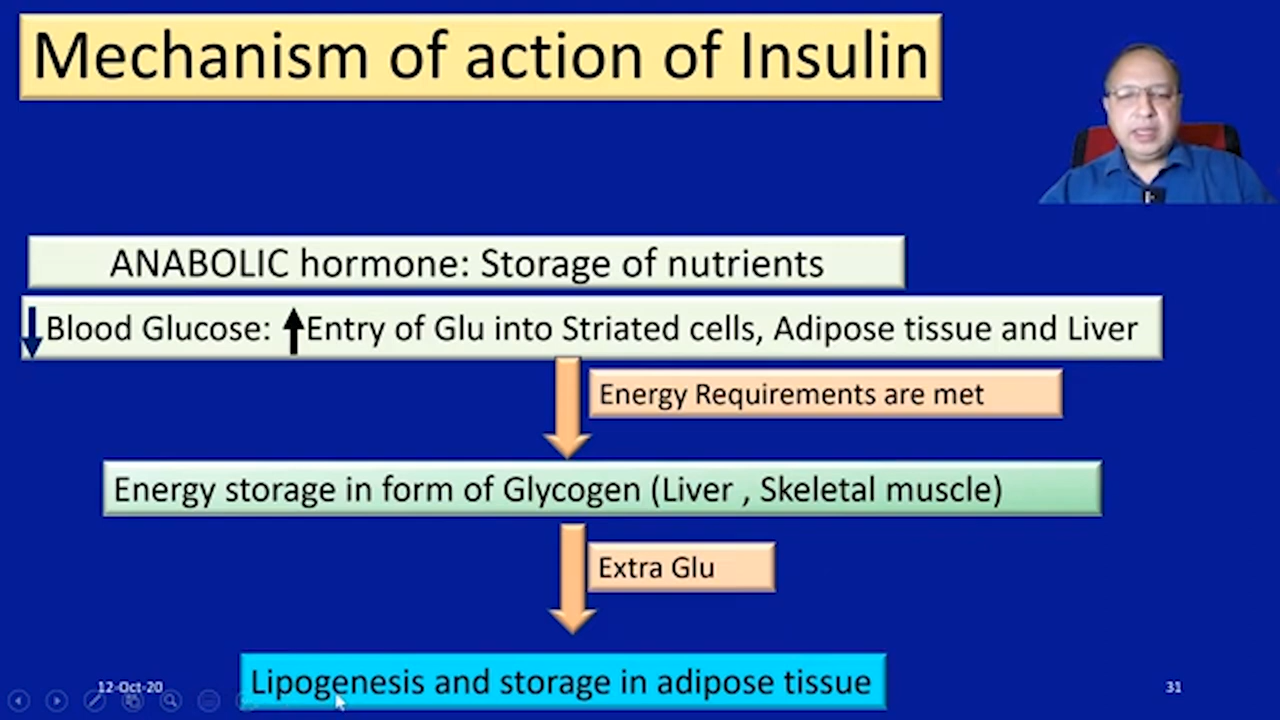 Mechanism of action of Insulin
ANABOLIC hormone: Storage of nutrients
↓Blood Glucose: ↑Entry of Glu into Striated cells, Adipose tissue and Liver
Energy Requirements are met
Energy storage in form of Glycogen (Liver , Skeletal muscle)
Extra Glu
Lipogenesis and storage in adipose tissue
12-Oct-20
31